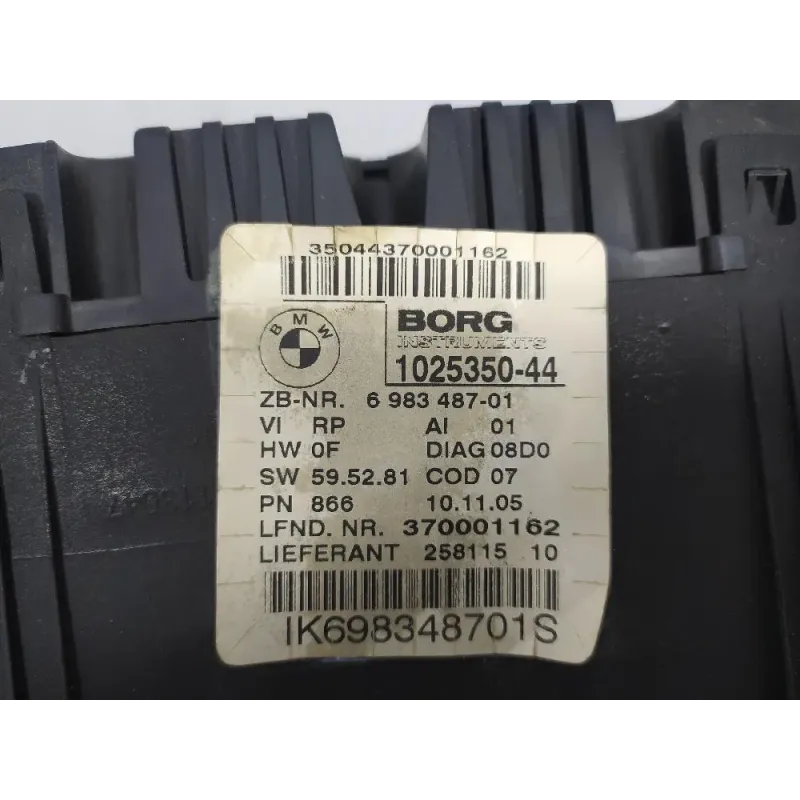 35044370001162
BMW
BORG
INSTRUMENTS
1025350-44
ZB-NR. 6 983 487-01
VI RP AI 01
HW 0F DIAG 08D0
SW 59.52.81 COD 07
PN 866 10.11.05
LFND. NR. 370001162
LIEFERANT 258115 10
IK698348701S